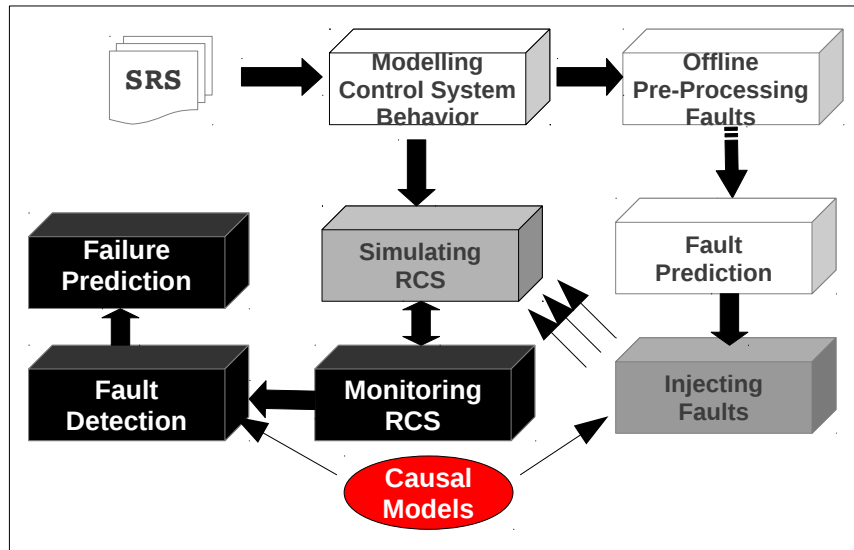 SRS
Modelling
Control System
Behavior
Offline
Pre-Processing
Faults
Failure
Prediction
Simulating
RCS
Fault
Prediction
Fault
Detection
Monitoring
RCS
Injecting
Faults
Causal
Models